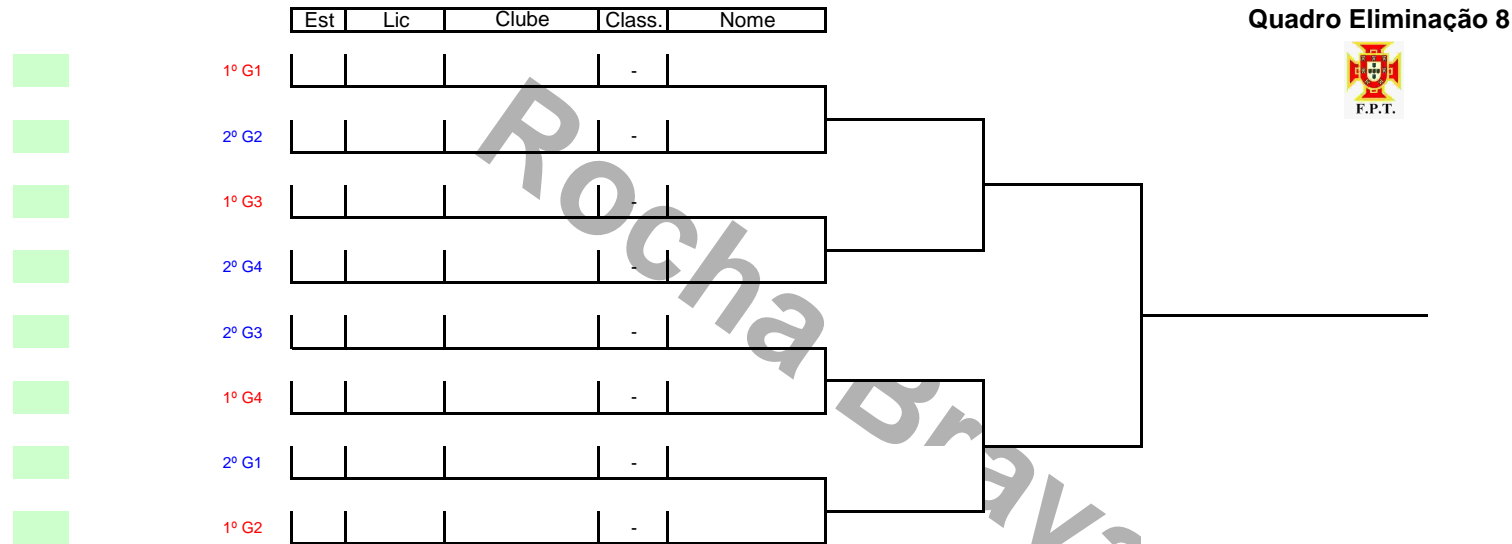 Est Lic Clube Class. Nome
Quadro Eliminação 8
F.P.T.
1º G1 -
2º G2 -
1º G3 -
2º G4 -
2º G3 -
1º G4 -
2º G1 -
1º G2 -
Rocha Brava